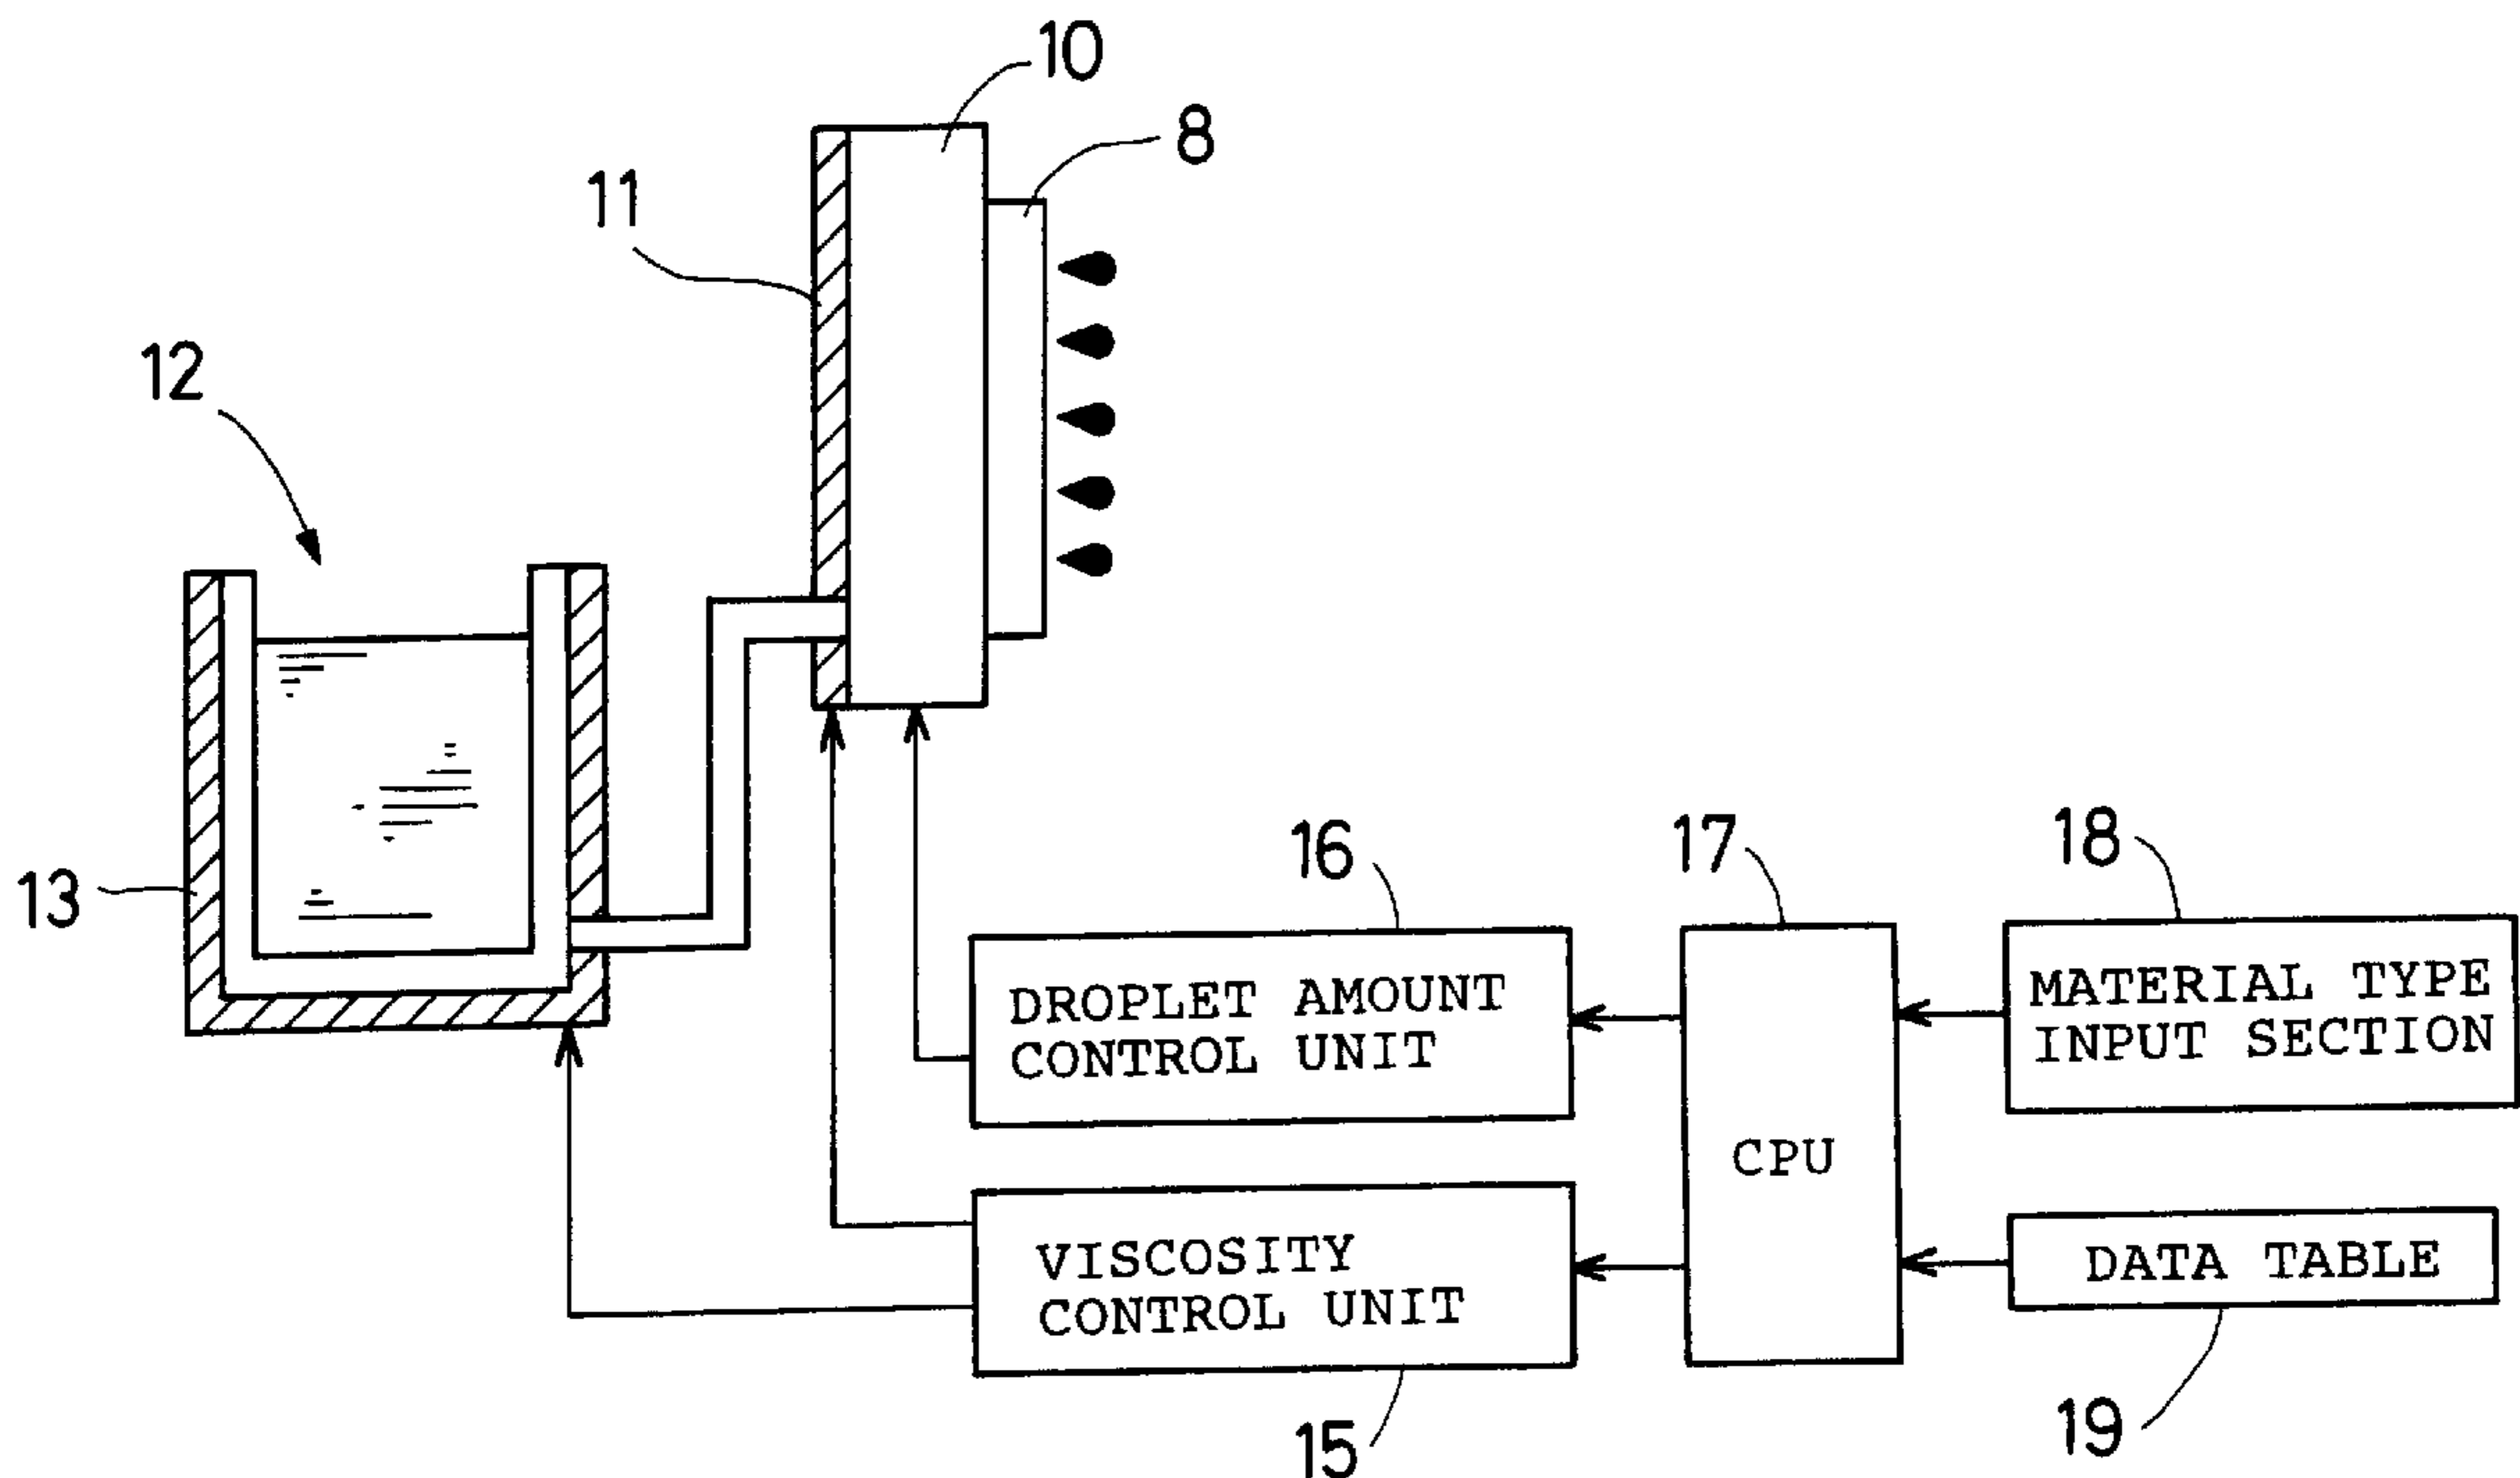 10
8
11
12
13
16
17
18
DROPLET AMOUNT
CONTROL UNIT
MATERIAL TYPE
INPUT SECTION
CPU
VISCOSITY
CONTROL UNIT
DATA TABLE
15
19